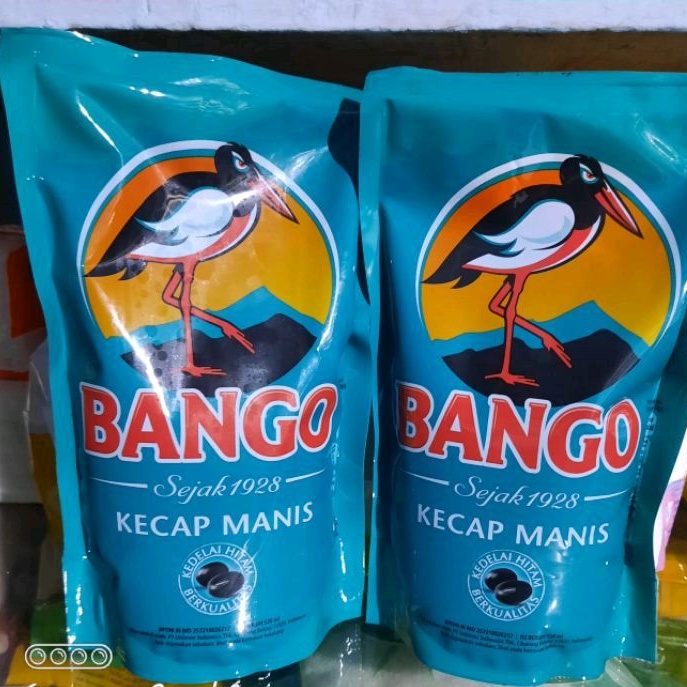 BANGO
Sejak 1928
KECAP MANIS
KEDELAI HITAM
BERKUALITAS
BANGO
Sejak 1928
KECAP MANIS
KEDELAI HITAM
BERKUALITAS